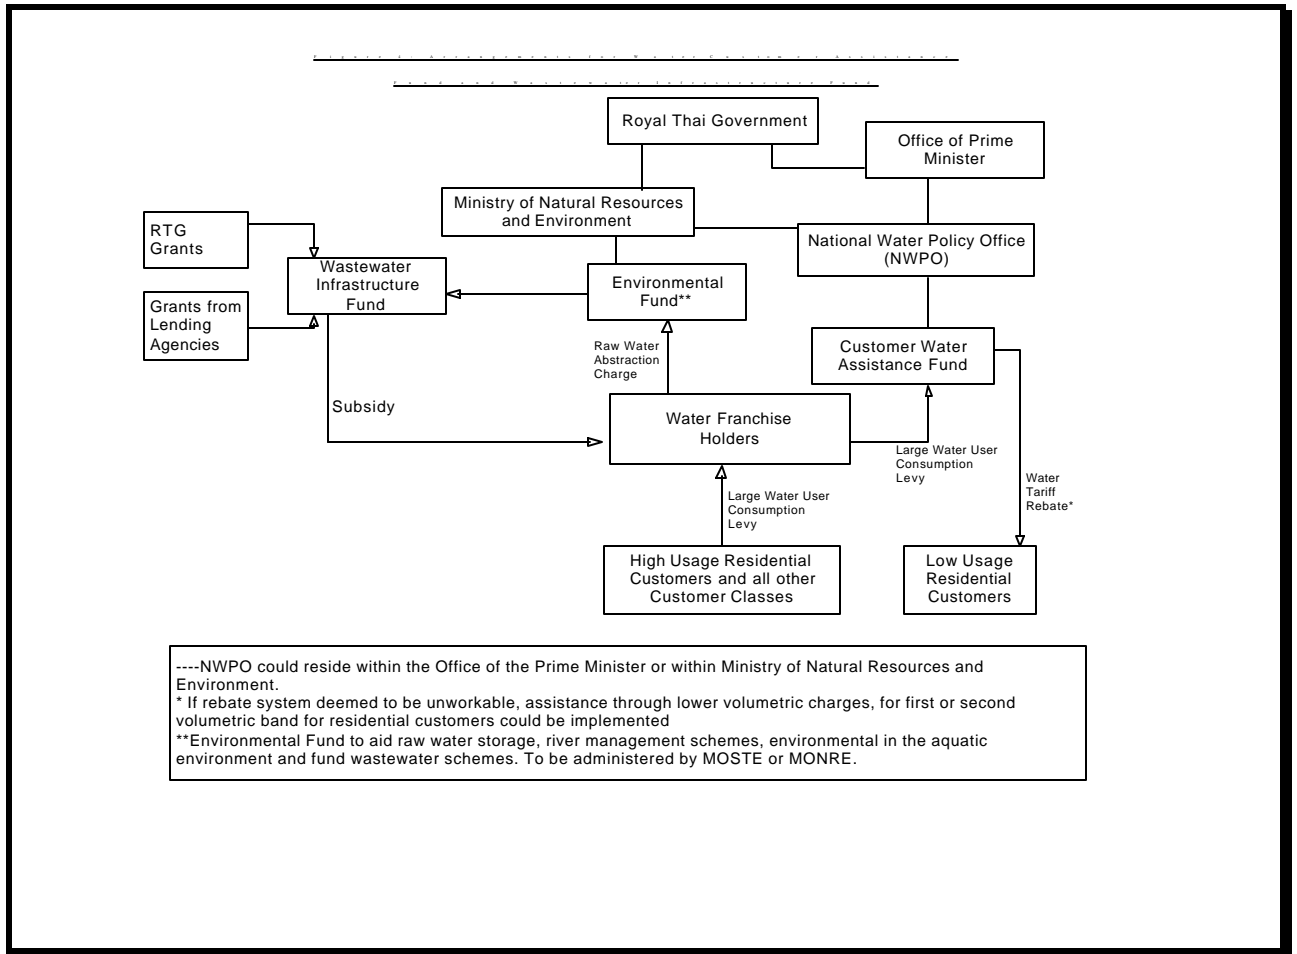 Royal Thai Government
Office of Prime
Minister
Ministry of Natural Resources
and Environment
RTG
Grants
National Water Policy Office
(NWPO)
Wastewater
Infrastructure
Fund
Environmental
Fund**
Grants from
Lending
Agencies
Customer Water
Assistance Fund
Raw Water
Abstraction
Charge
Subsidy
Water Franchise
Holders
Large Water User
Consumption
Levy
Water
Tariff
Rebate*
Large Water User
Consumption
Levy
High Usage Residential
Customers and all other
Customer Classes
Low Usage
Residential
Customers
----NWPO could reside within the Office of the Prime Minister or within Ministry of Natural Resources and
Environment.
* If rebate system deemed to be unworkable, assistance through lower volumetric charges, for first or second
volumetric band for residential customers could be implemented
**Environmental Fund to aid raw water storage, river management schemes, environmental in the aquatic
environment and fund wastewater schemes. To be administered by MOSTE or MONRE.